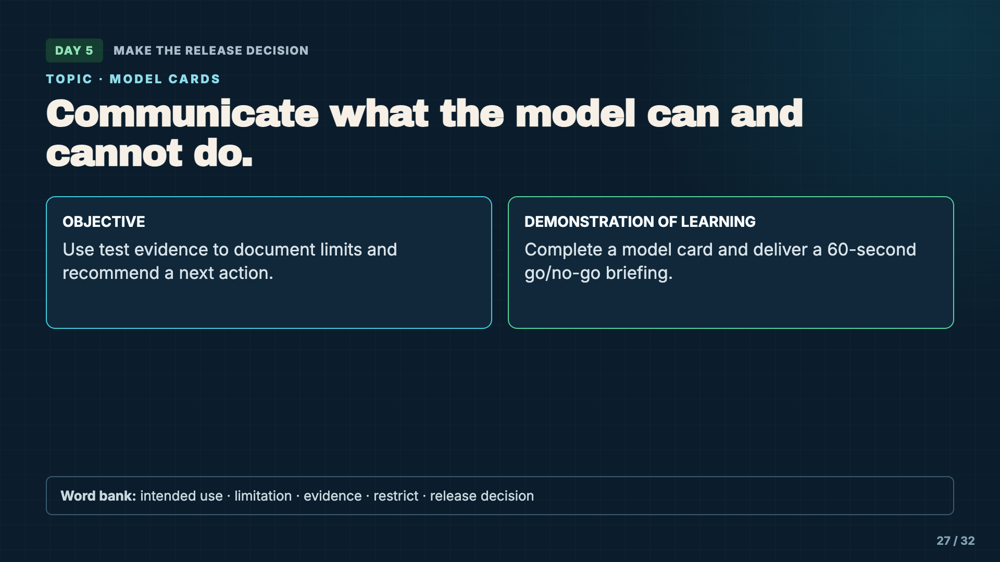 DAY 5 MAKE THE RELEASE DECISION
TOPIC · MODEL CARDS
Communicate what the model can and
cannot do.
OBJECTIVE
Use test evidence to document limits and
recommend a next action.
DEMONSTRATION OF LEARNING
Complete a model card and deliver a 60-second
go/no-go briefing.
Word bank: intended use · limitation · evidence · restrict · release decision
27 / 32